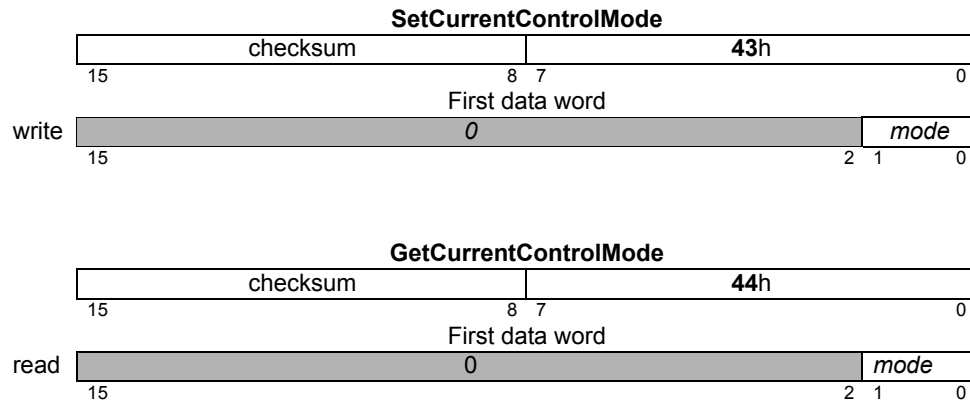 SetCurrentControlMode
checksum 43h
15 8 7 0
First data word
write 0 mode
15 2 1 0
GetCurrentControlMode
checksum 44h
15 8 7 0
First data word
read 0 mode
15 2 1 0